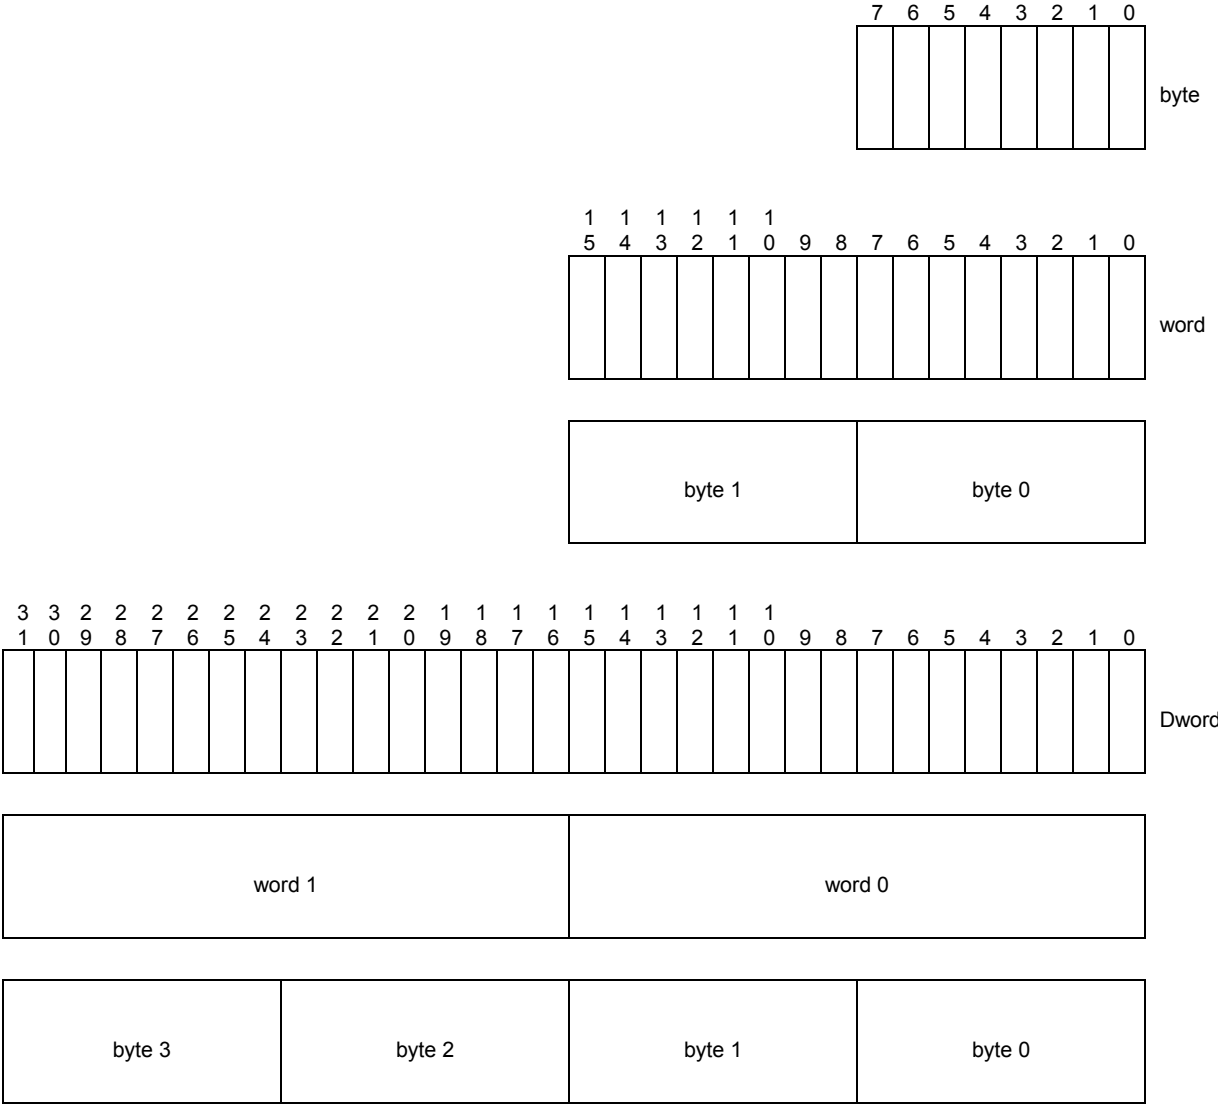 7 6 5 4 3 2 1 0
byte
1 1 1 1 1 1
5 4 3 2 1 0 9 8 7 6 5 4 3 2 1 0
word
byte 1 byte 0
3 3 2 2 2 2 2 2 2 2 2 2 1 1 1 1 1 1 1 1 1 1
1 0 9 8 7 6 5 4 3 2 1 0 9 8 7 6 5 4 3 2 1 0 9 8 7 6 5 4 3 2 1 0
Dword
word 1 word 0
byte 3 byte 2 byte 1 byte 0